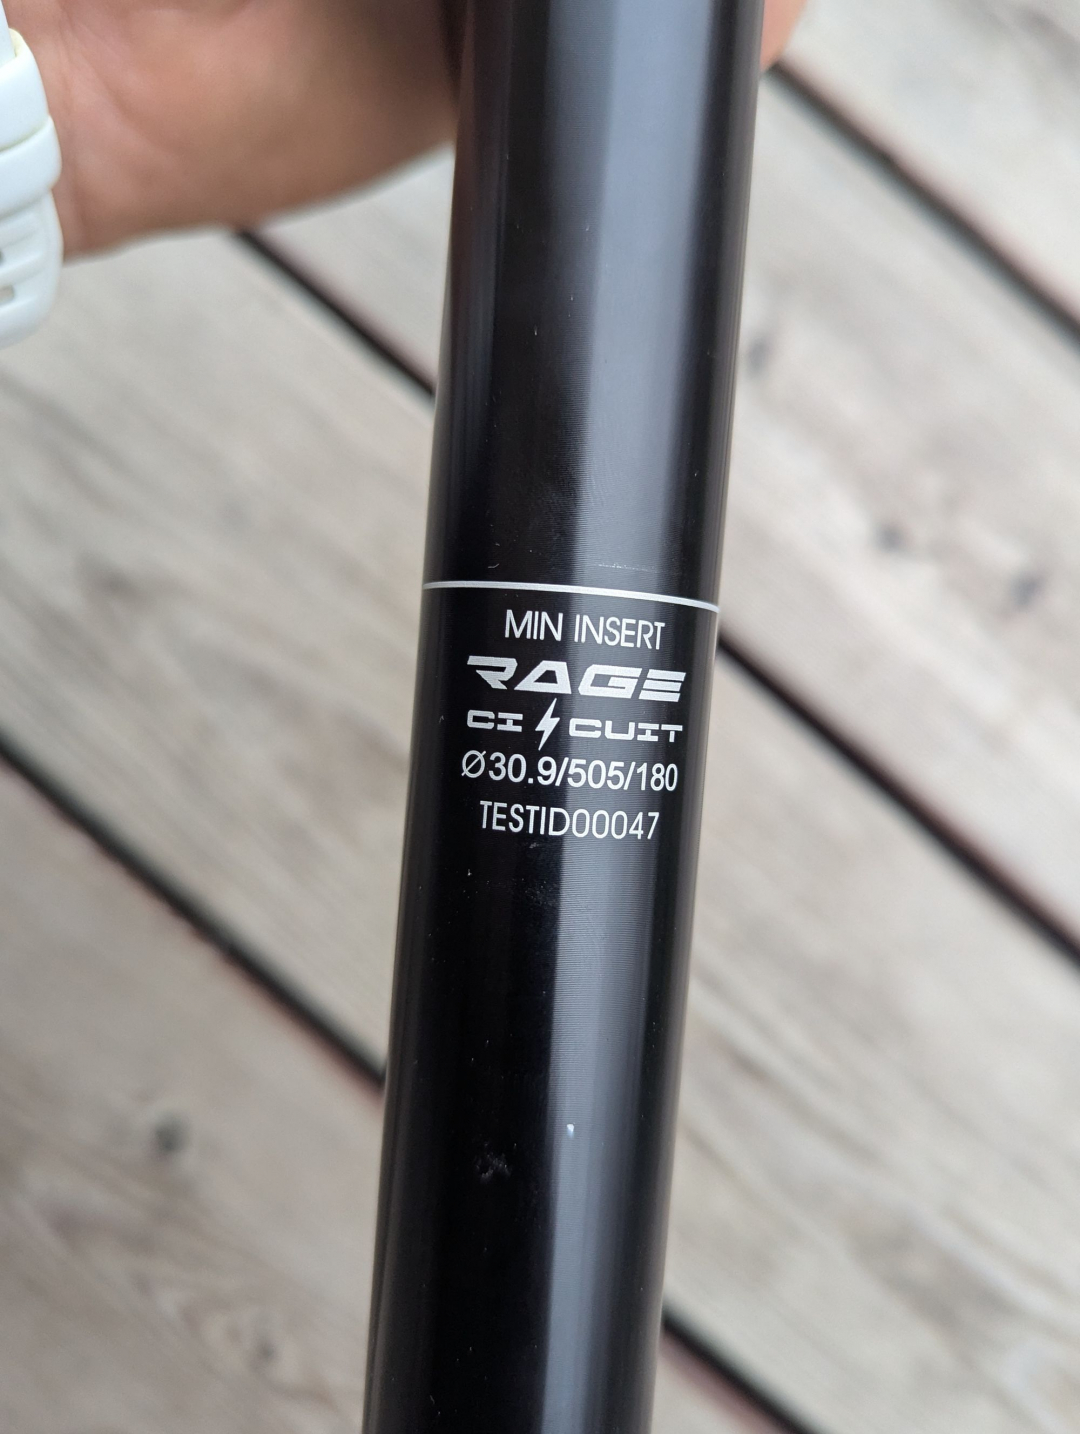 MIN INSERT
RAGE
CI⚡CUIT
Ø30.9/505/180
TESTID00047